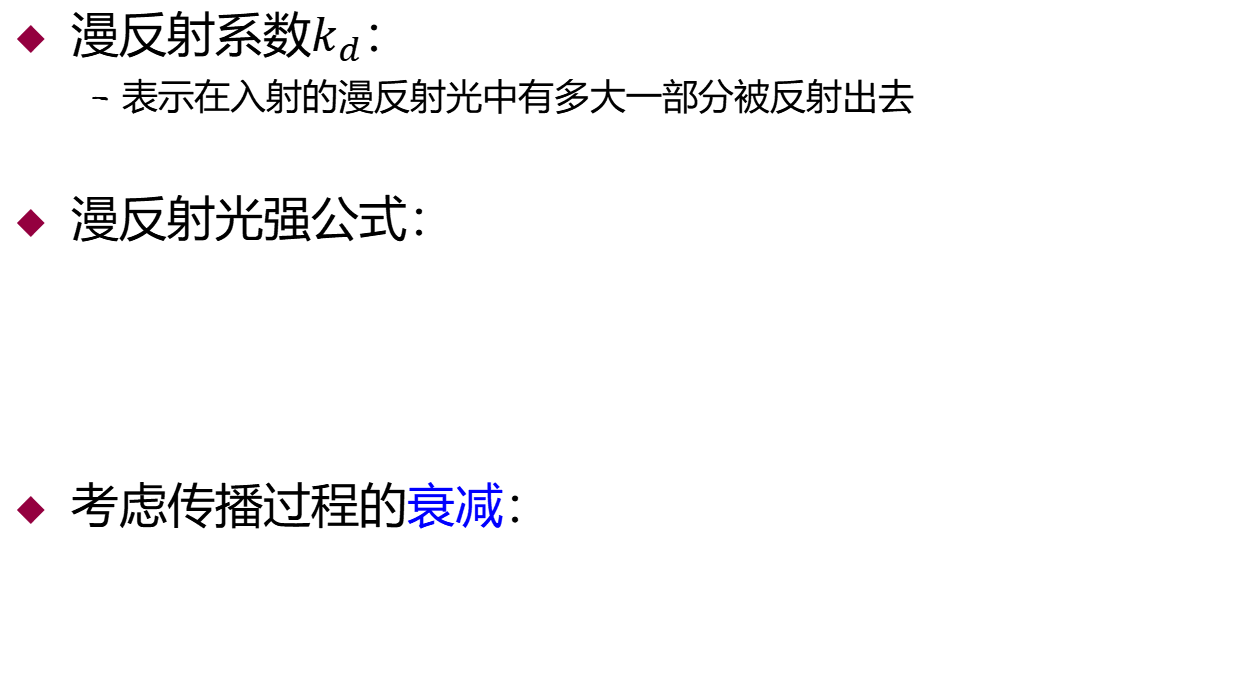 ◆ 漫反射系数k_d：
- 表示在入射的漫反射光中有多大一部分被反射出去
◆ 漫反射光强公式：
◆ 考虑传播过程的衰减：